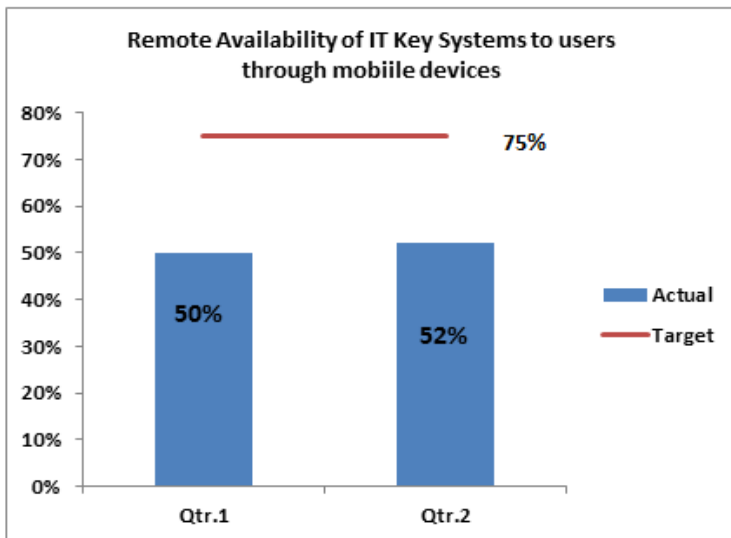 Remote Availability of IT Key Systems to users
through mobiile devices
80%
70%
60%
50%
40%
30%
20%
10%
0%
75%
50%
52%
Qtr.1
Qtr.2
Actual
Target